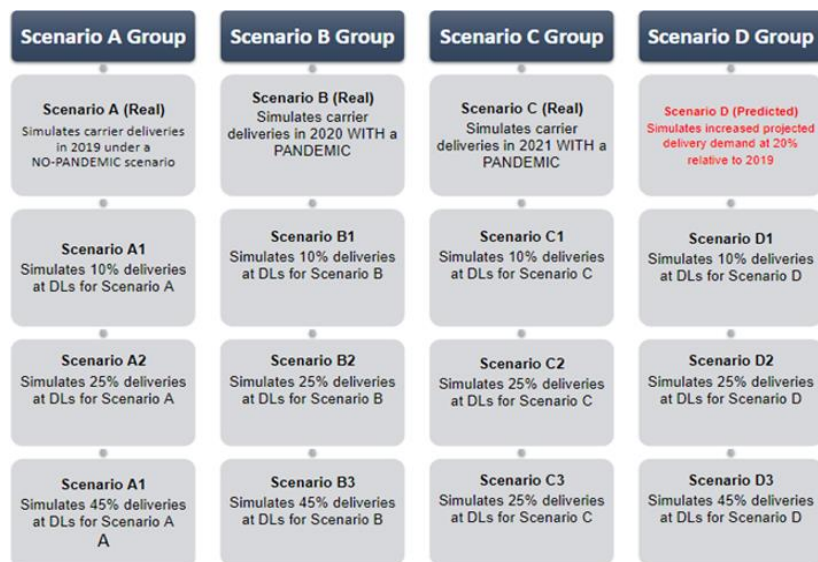 Scenario A Group
Scenario A (Real)
Simulates carrier deliveries
in 2019 under a
NO-PANDEMIC scenario
Scenario A1
Simulates 10% deliveries
at DLs for Scenario A
Scenario A2
Simulates 25% deliveries
at DLs for Scenario A
Scenario A1
Simulates 45% deliveries
at DLs for Scenario A
A
Scenario B Group
Scenario B (Real)
Simulates carrier
deliveries in 2020 WITH a
PANDEMIC
Scenario B1
Simulates 10% deliveries
at DLs for Scenario B
Scenario B2
Simulates 25% deliveries
at DLs for Scenario B
Scenario B3
Simulates 45% deliveries
at DLs for Scenario B
Scenario C Group
Scenario C (Real)
Simulates carrier
deliveries in 2021 WITH a
PANDEMIC
Scenario C1
Simulates 10% deliveries
at DLs for Scenario C
Scenario C2
Simulates 25% deliveries
at DLs for Scenario C
Scenario C3
Simulates 25% deliveries
at DLs for Scenario C
Scenario D Group
Scenario D (Predicted)
Simulates increased projected
delivery demand at 20%
relative to 2019
Scenario D1
Simulates 10% deliveries
at DLs for Scenario D
Scenario D2
Simulates 25% deliveries
at DLs for Scenario D
Scenario D3
Simulates 45% deliveries
at DLs for Scenario D